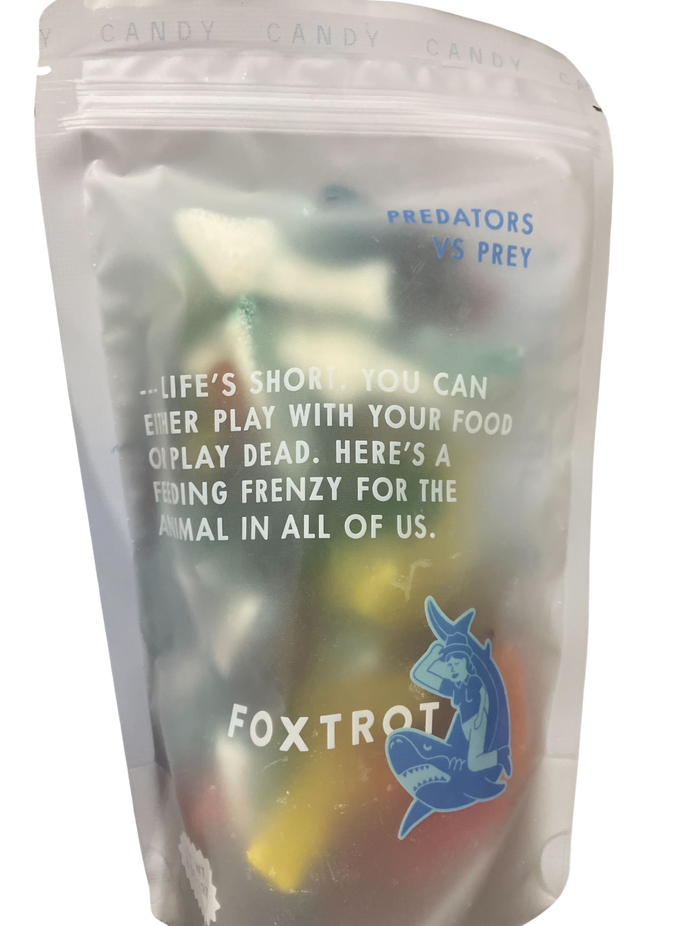 CANDY CANDY CANDY
PREDATORS
VS PREY
--LIFE'S SHORT. YOU CAN
EITHER PLAY WITH YOUR FOOD
OR PLAY DEAD. HERE'S A
FEEDING FRENZY FOR THE
ANIMAL IN ALL OF US.
FOXTROT